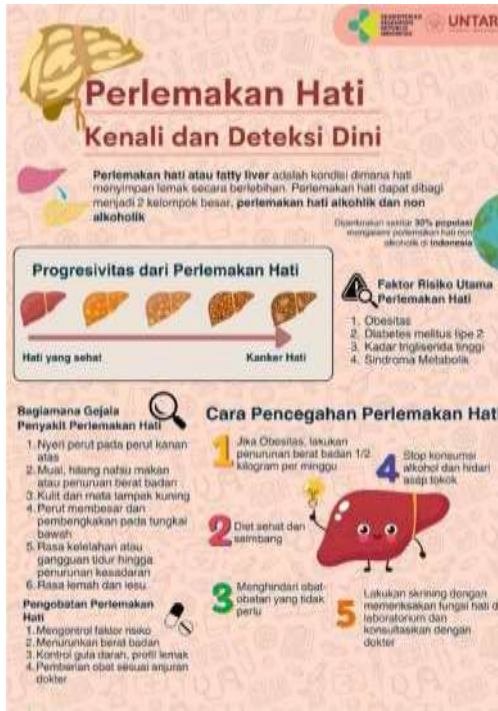 KEMENTERIAN
KESEHATAN
REPUBLIK
INDONESIA
UNTAR
Perlemakan Hati
Kenali dan Deteksi Dini
Perlemakan hati atau fatty liver adalah kondisi dimana hati
menyimpan lemak secara berlebihan. Perlemakan hati dapat dibagi
menjadi 2 kelompok besar, perlemakan hati alkohlik dan non
alkoholik
Diperkirakan sekitar 30% populasi
mengalami perlemakan hati non
alkoholik di Indonesia
Progresivitas dari Perlemakan Hati
Hati yang sehat
Kanker Hati
Faktor Risiko Utama
Perlemakan Hati
1. Obesitas
2. Diabetes melitus tipe 2
3. Kadar trigliserida tinggi
4. Sindroma Metabolik
Bagiamana Gejala
Penyakit Perlemakan Hati
1. Nyeri perut pada perut kanan
atas
2. Mual, hilang nafsu makan
atau penuruan berat badan
3. Kulit dan mata tampak kuning
4. Perut membesar dan
pembengkakan pada tungkai
bawah
5. Rasa kelelahan atau
gangguan tidur hingga
penurunan kesadaran
6. Rasa lemah dan lesu
Pengobatan Perlemakan
Hati
1. Mengontrol faktor risiko
2. Menurunkan berat badan
3. Kontrol gula darah, profil lemak
4. Pemberian obat sesuai anjuran
dokter
Cara Pencegahan Perlemakan Hati
1 Jika Obesitas, lakukan
penurunan berat badan 1/2
kilogram per minggu
2 Diet sehat dan
seimbang
3 Menghindari obat-
obatan yang tidak
perlu
4 Stop konsumsi
alkohol dan hidari
asap rokok
5 Lakukan skrining dengan
memeriksakan fungsi hati d
laboratorium dan
konsultasikan dengan
dokter